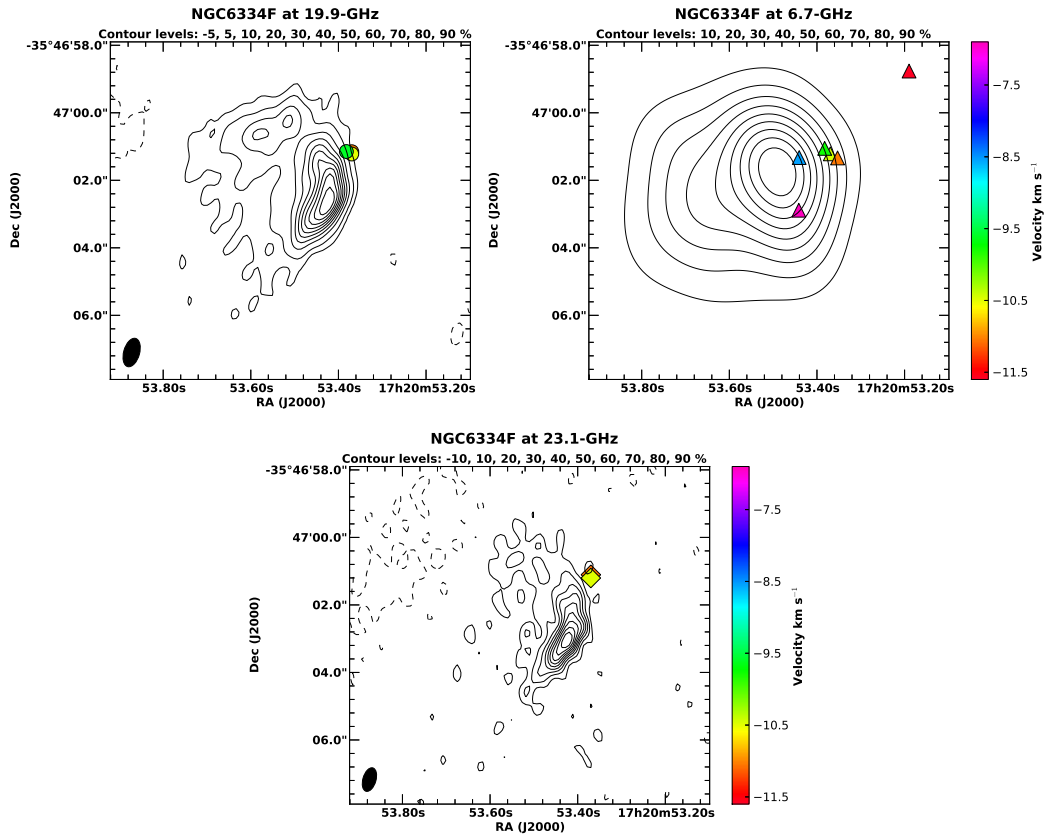 NGC6334F at 19.9-GHz
Contour levels: -5, 5, 10, 20, 30, 40, 50, 60, 70, 80, 90 %
-35°46'58.0"
47'00.0"
02.0"
04.0"
06.0"
Dec (J2000)
53.80s 53.60s 53.40s 17h20m53.20s
RA (J2000)
NGC6334F at 6.7-GHz
Contour levels: 10, 20, 30, 40, 50, 60, 70, 80, 90 %
-35°46'58.0"
47'00.0"
02.0"
04.0"
06.0"
Dec (J2000)
53.80s 53.60s 53.40s 17h20m53.20s
RA (J2000)
−7.5
−8.5
−9.5
−10.5
−11.5
Velocity km s⁻¹
NGC6334F at 23.1-GHz
Contour levels: -10, 10, 20, 30, 40, 50, 60, 70, 80, 90 %
-35°46'58.0"
47'00.0"
02.0"
04.0"
06.0"
Dec (J2000)
53.80s 53.60s 53.40s 17h20m53.20s
RA (J2000)
−7.5
−8.5
−9.5
−10.5
−11.5
Velocity km s⁻¹